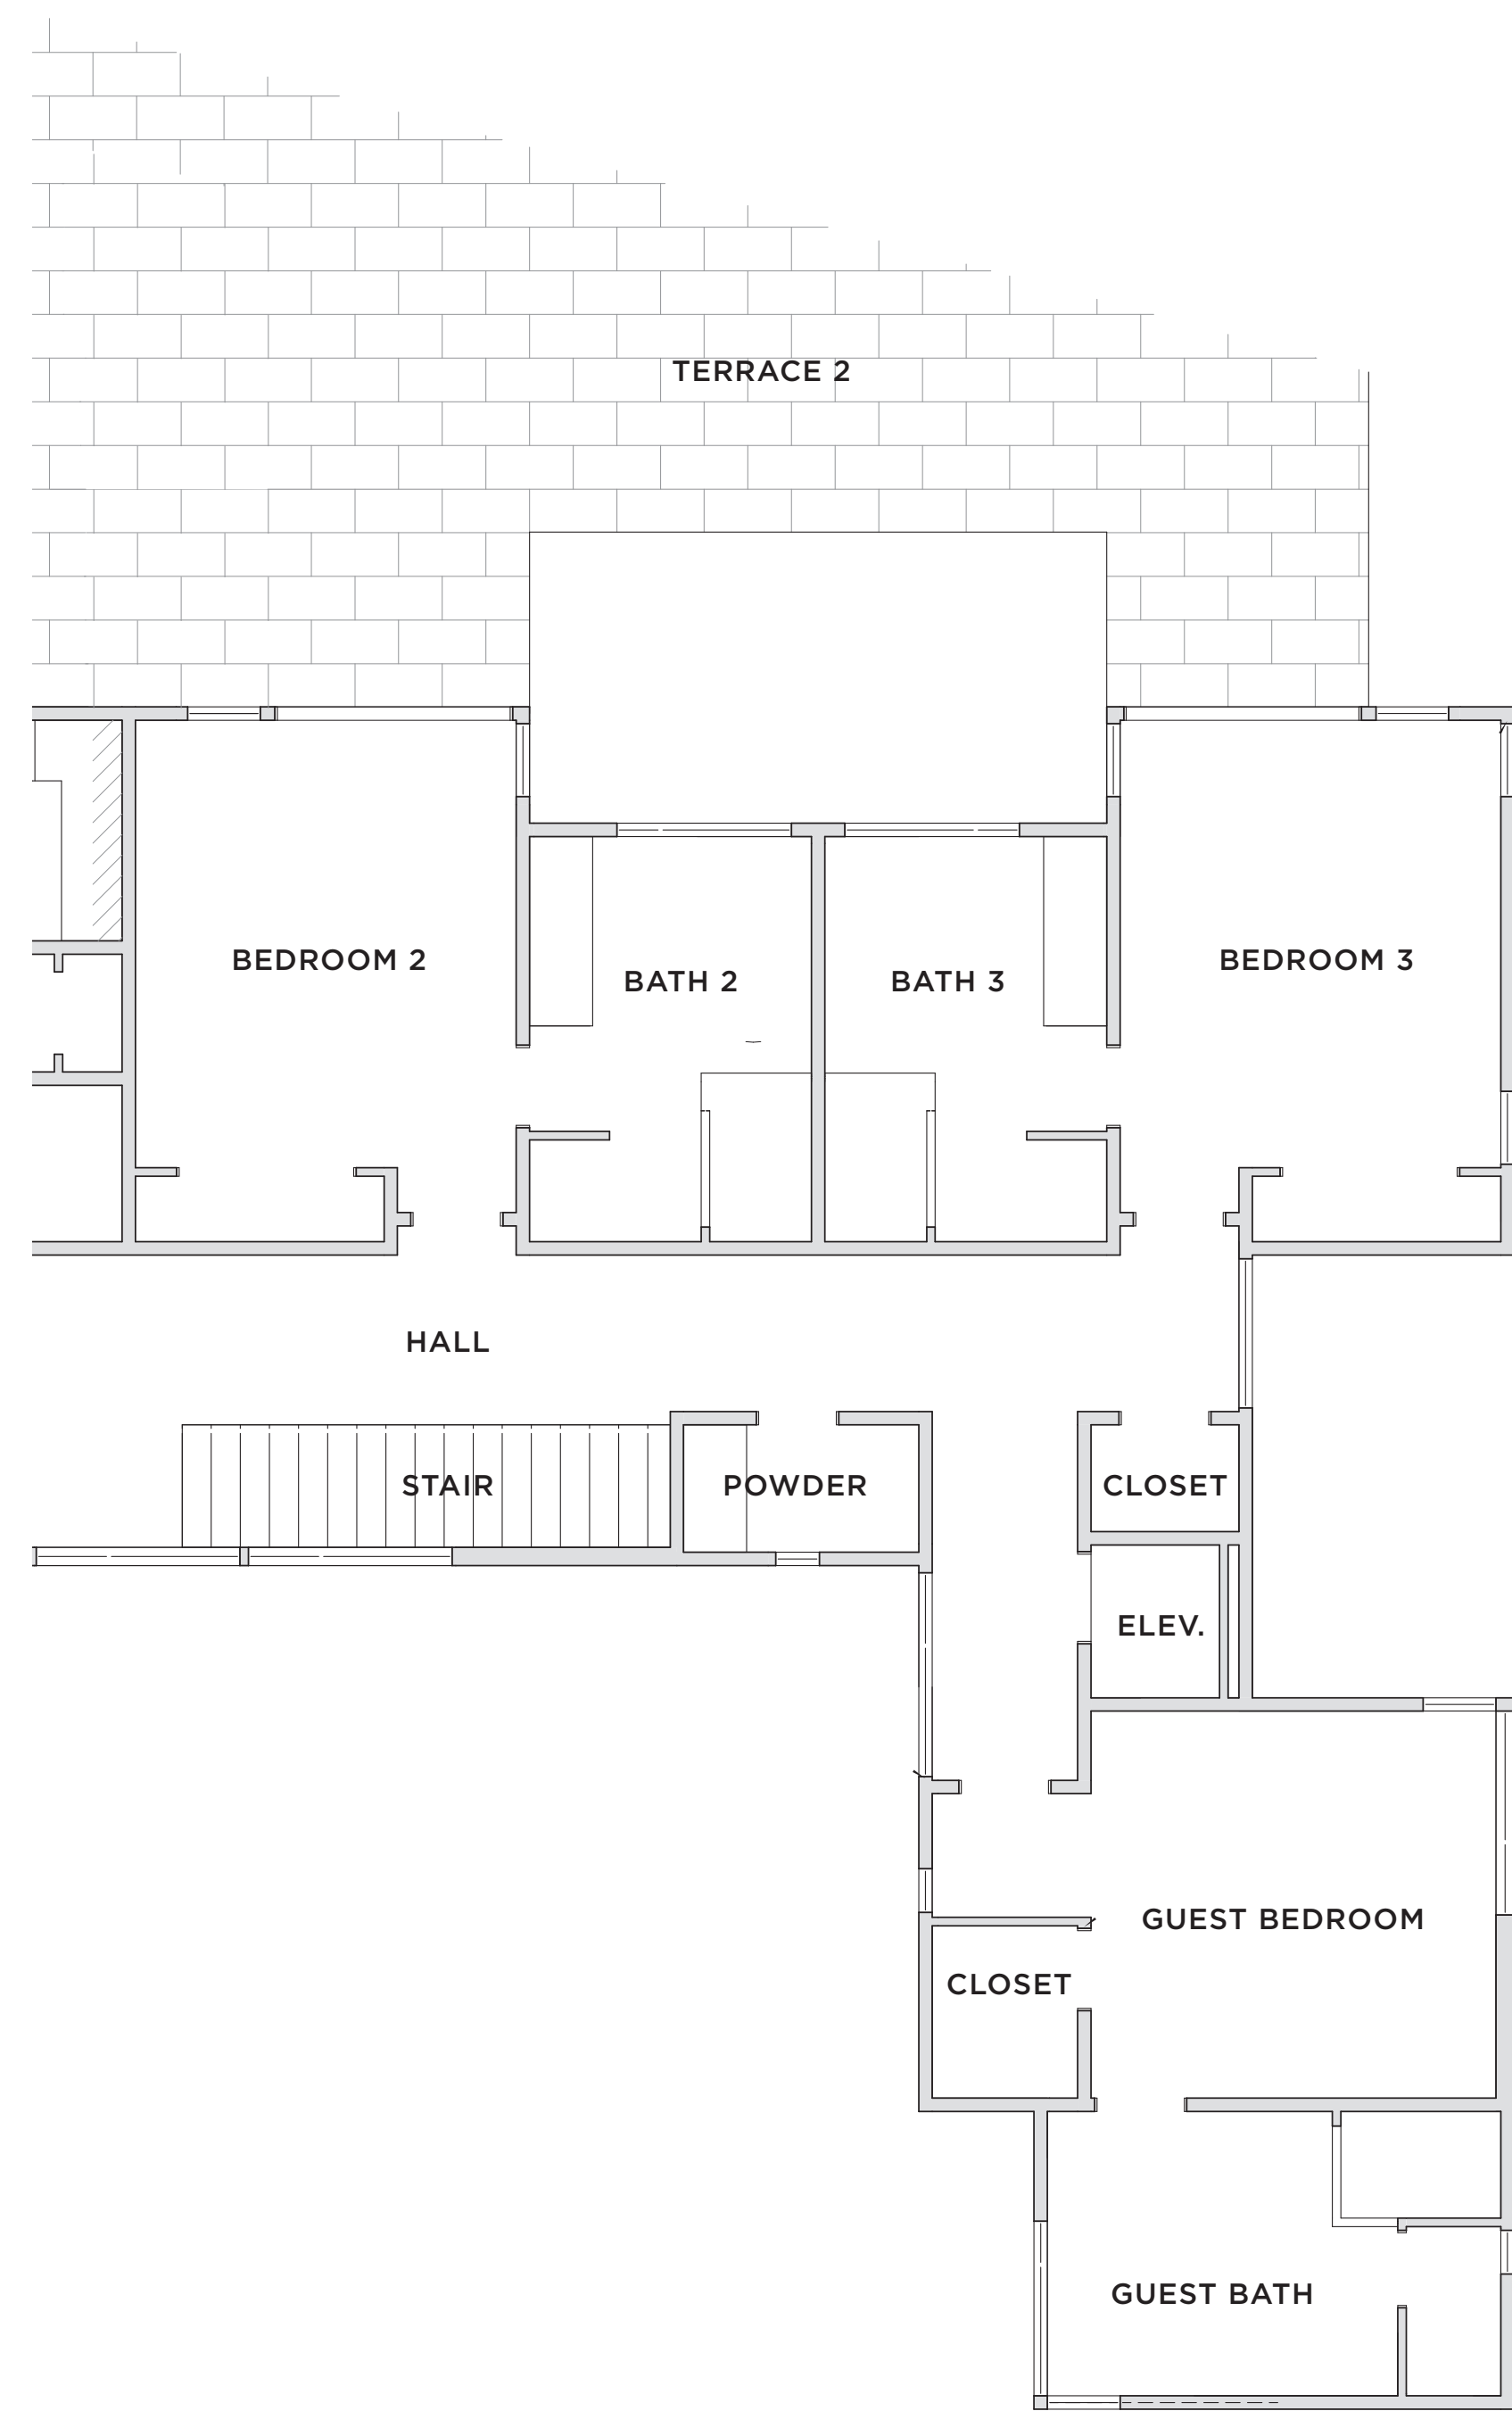 TERRACE 2
BEDROOM 2
BEDROOM 3
BATH 2
BATH 3
HALL
STAIR
POWDER
CLOSET
ELEV.
GUEST BEDROOM
CLOSET
GUEST BATH